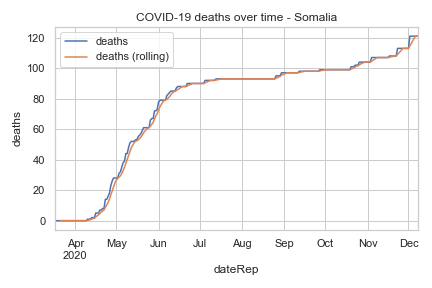 COVID-19 deaths over time - Somalia
deaths
deaths (rolling)
120
100
80
60
40
20
0
deaths
Apr May Jun Jul Aug Sep Oct Nov Dec
2020
dateRep